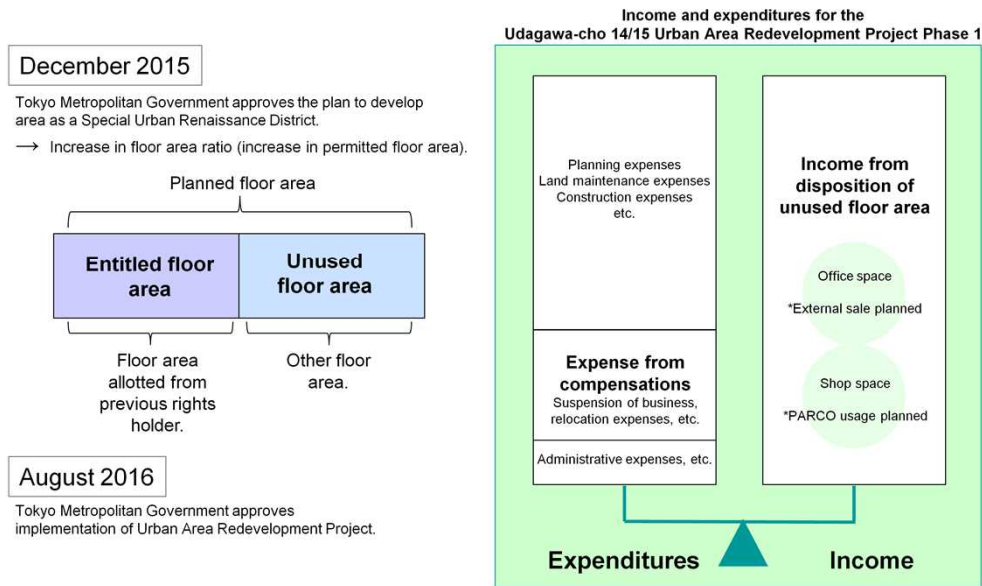 December 2015
Tokyo Metropolitan Government approves the plan to develop
area as a Special Urban Renaissance District.
→ Increase in floor area ratio (increase in permitted floor area).
Planned floor area
Entitled floor
area
Unused
floor area
Floor area
allotted from
previous rights
holder.
Other floor
area.
August 2016
Tokyo Metropolitan Government approves
implementation of Urban Area Redevelopment Project.
Income and expenditures for the
Udagawa-cho 14/15 Urban Area Redevelopment Project Phase 1
Planning expenses
Land maintenance expenses
Construction expenses
etc.
Expense from
compensations
Suspension of business,
relocation expenses, etc.
Administrative expenses, etc.
Income from
disposition of
unused floor area
Office space
*External sale planned
Shop space
*PARCO usage planned
Expenditures
Income